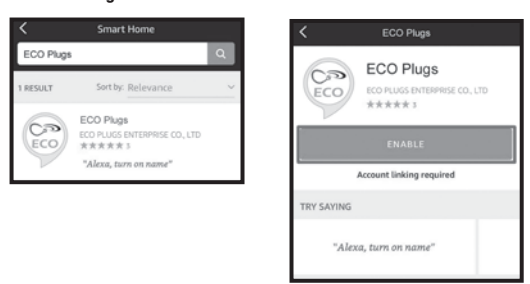 Smart Home
ECO Plugs
1 RESULT Sort by: Relevance
ECO
ECO Plugs
ECO PLUGS ENTERPRISE CO., LTD
★★★★★ 3
"Alexa, turn on name"
ECO Plugs
ECO
ECO Plugs
ECO PLUGS ENTERPRISE CO., LTD
★★★★★ 3
ENABLE
Account linking required
TRY SAYING
"Alexa, turn on name"